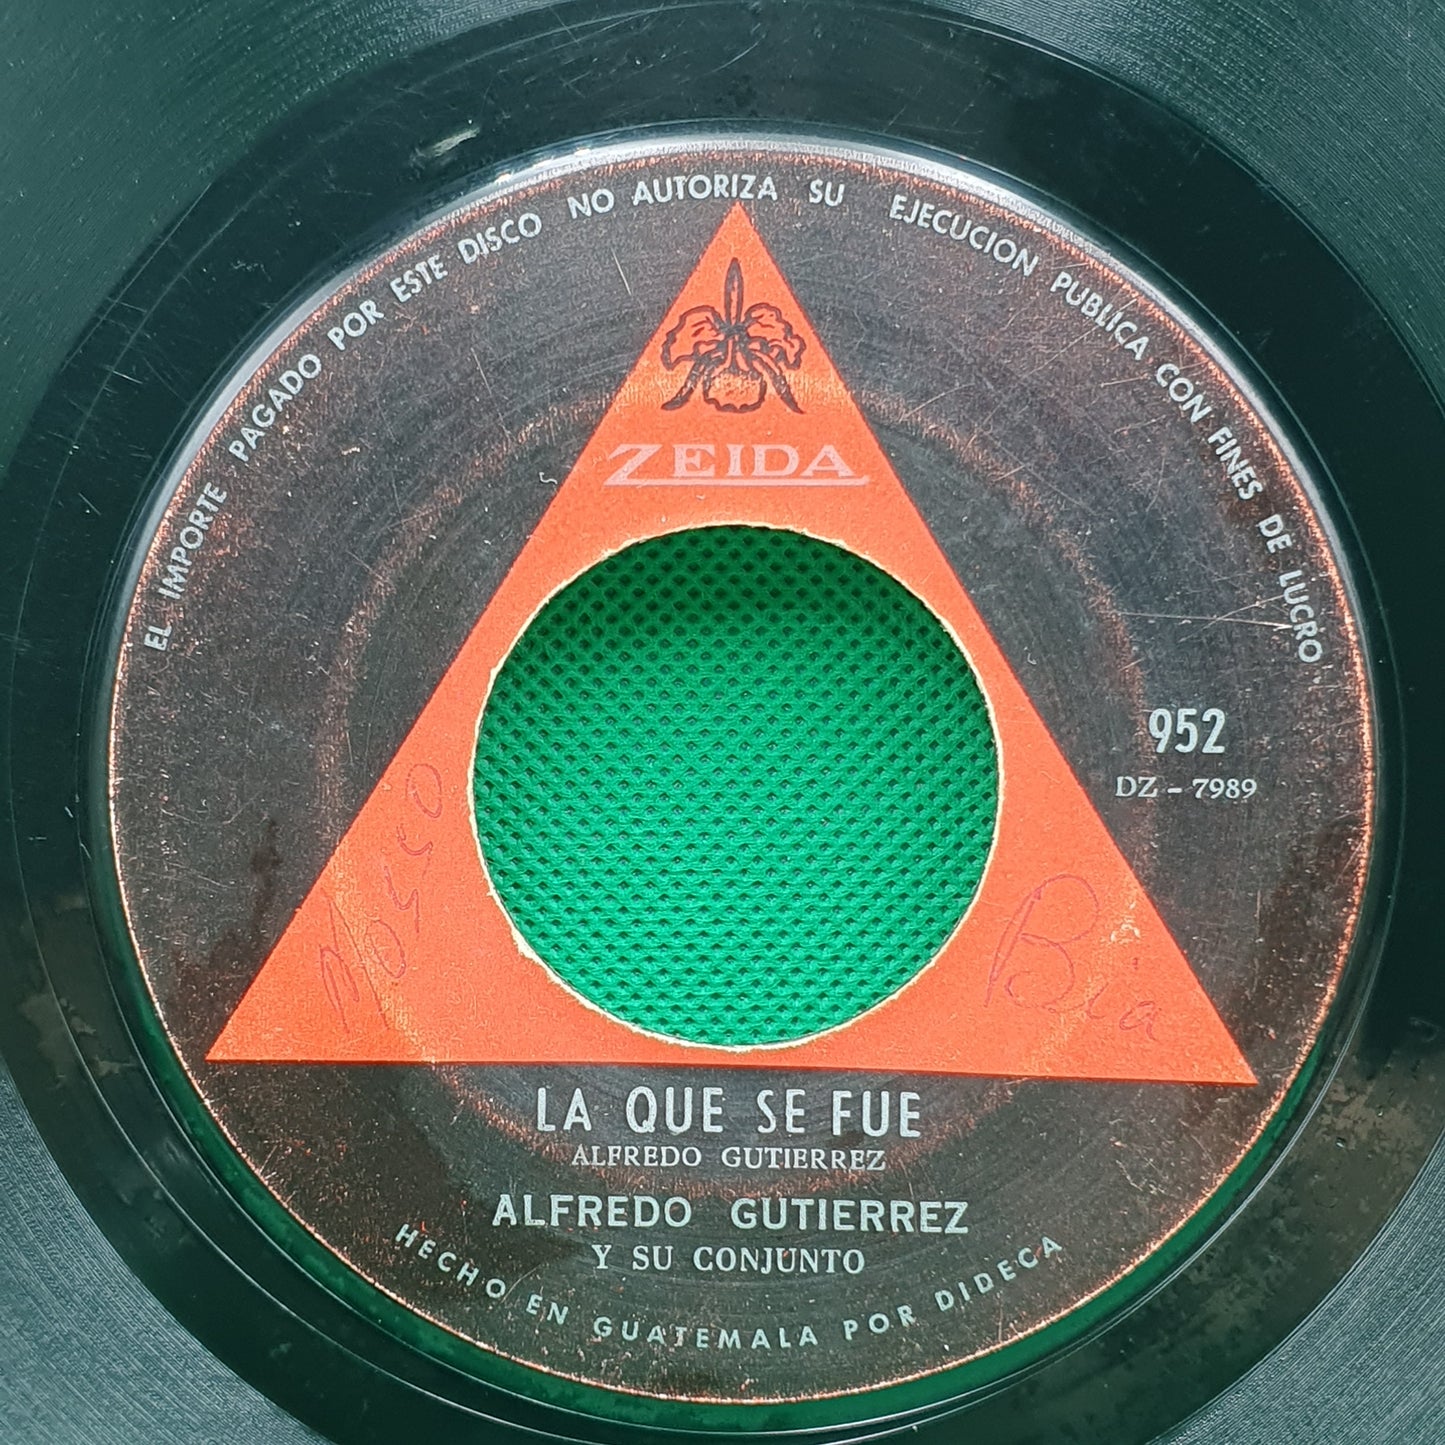 EL IMPORTE PAGADO POR ESTE DISCO NO AUTORIZA SU EJECUCION PUBLICA CON FINES DE LUCRO
ZEIDA
952
DZ - 7989
Bia
LA QUE SE FUE
ALFREDO GUTIERREZ
ALFREDO GUTIERREZ
Y SU CONJUNTO
HECHO EN GUATEMALA POR DIDECA